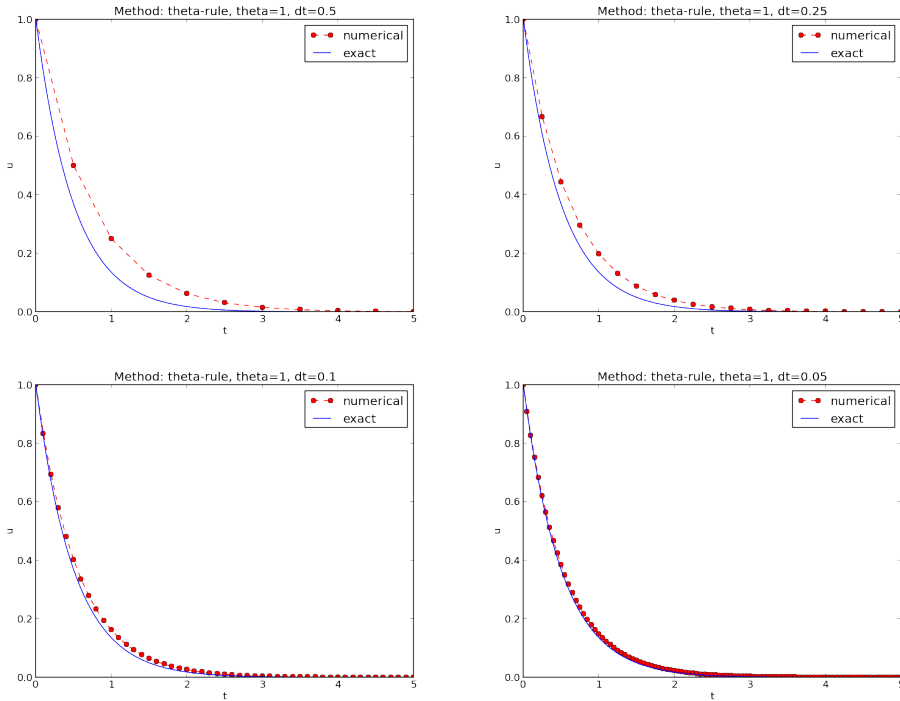 Method: theta-rule, theta=1, dt=0.5
1.0
0.8
0.6
0.4
0.2
0.0
u
numerical
exact
0 1 2 3 4 5
t
Method: theta-rule, theta=1, dt=0.25
1.0
0.8
0.6
0.4
0.2
0.0
u
numerical
exact
0 1 2 3 4 5
t
Method: theta-rule, theta=1, dt=0.1
1.0
0.8
0.6
0.4
0.2
0.0
u
numerical
exact
0 1 2 3 4 5
t
Method: theta-rule, theta=1, dt=0.05
1.0
0.8
0.6
0.4
0.2
0.0
u
numerical
exact
0 1 2 3 4 5
t